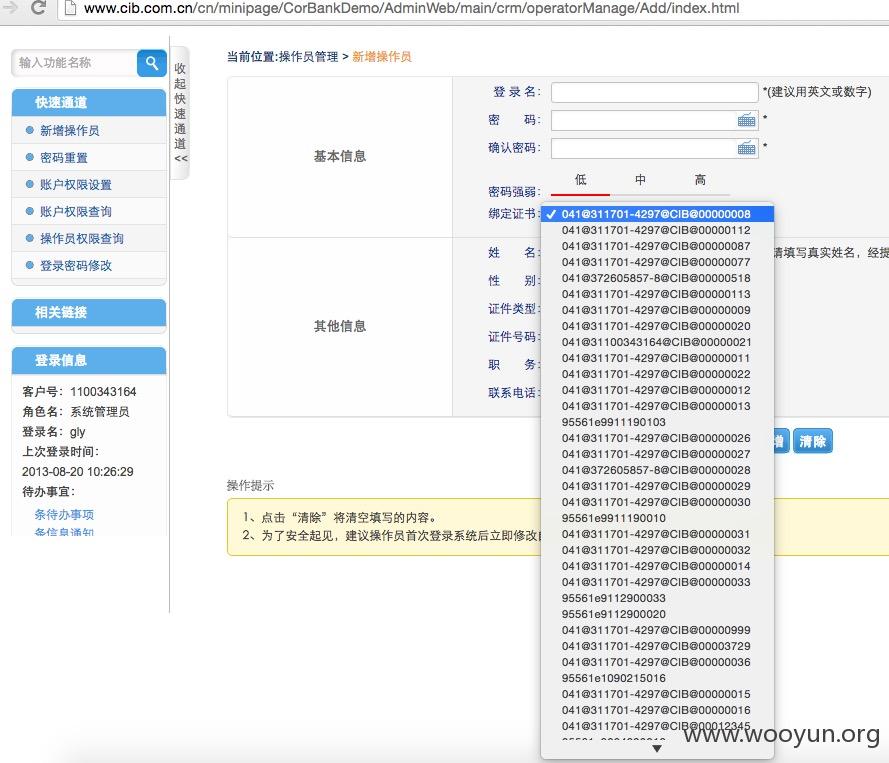 www.cib.com.cn/cn/minipage/CorBankDemo/AdminWeb/main/crm/operatorManage/Add/index.html
输入功能名称
快速通道
新增操作员
密码重置
账户权限设置
账户权限查询
操作员权限查询
登录密码修改
相关链接
登录信息
客户号：1100343164
角色名：系统管理员
登录名：gly
上次登录时间：
2013-08-20 10:26:29
待办事宜：
条待办事项
条信息通知
收起快速通道<<
当前位置:操作员管理 > 新增操作员
基本信息
登 录 名：
*(建议用英文或数字)
密 码：
*
确认密码：
*
低 中 高
密码强弱：
绑定证书：
其他信息
姓 名：
请填写真实姓名，经提
性 别：
证件类型：
证件号码：
职 务：
联系电话：
✓ 041@311701-4297@CIB@00000008
041@311701-4297@CIB@00000112
041@311701-4297@CIB@00000087
041@311701-4297@CIB@00000077
041@372605857-8@CIB@00000518
041@311701-4297@CIB@00000113
041@311701-4297@CIB@00000009
041@311701-4297@CIB@00000020
041@31100343164@CIB@00000021
041@311701-4297@CIB@00000011
041@311701-4297@CIB@00000022
041@311701-4297@CIB@00000012
041@311701-4297@CIB@00000013
95561e9911190103
041@311701-4297@CIB@00000026
041@311701-4297@CIB@00000027
041@372605857-8@CIB@00000028
041@311701-4297@CIB@00000029
041@311701-4297@CIB@00000030
95561e9911190010
041@311701-4297@CIB@00000031
041@311701-4297@CIB@00000032
041@311701-4297@CIB@00000014
041@311701-4297@CIB@00000033
95561e9112900033
95561e9112900020
041@311701-4297@CIB@00000999
041@311701-4297@CIB@00003729
041@311701-4297@CIB@00000036
95561e1090215016
041@311701-4297@CIB@00000015
041@311701-4297@CIB@00000016
041@311701-4297@CIB@00012345
增 清除
操作提示
1、点击“清除”将清空填写的内容。
2、为了安全起见，建议操作员首次登录系统后立即修改
www.wooyun.org